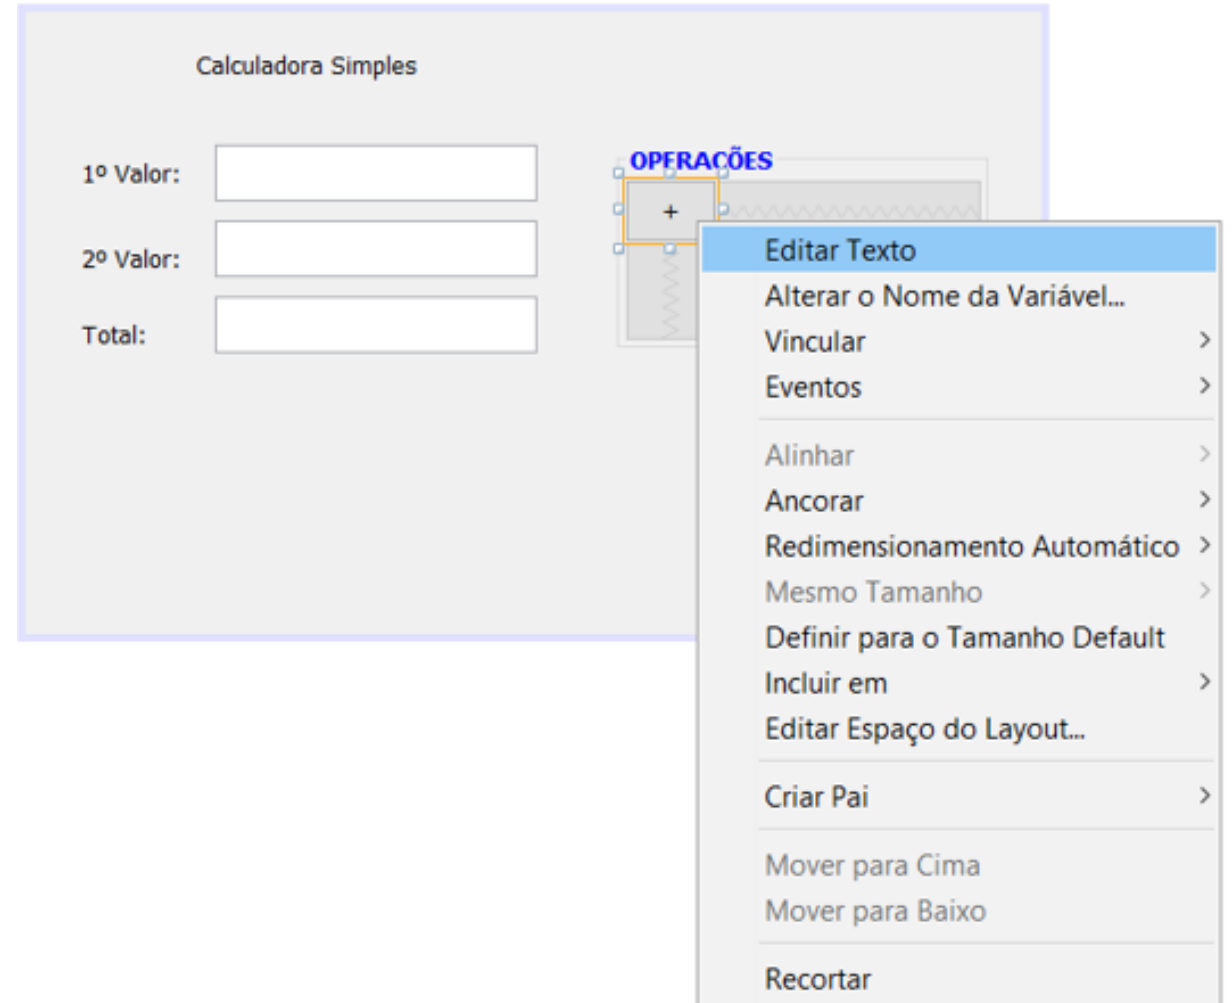 Calculadora Simples
OPERAÇÕES
1º Valor:
+
2º Valor:
Total:
Editar Texto
Alterar o Nome da Variável...
Vincular
Eventos
Alinhar
Ancorar
Redimensionamento Automático
Mesmo Tamanho
Definir para o Tamanho Default
Incluir em
Editar Espaço do Layout...
Criar Pai
Mover para Cima
Mover para Baixo
Recortar